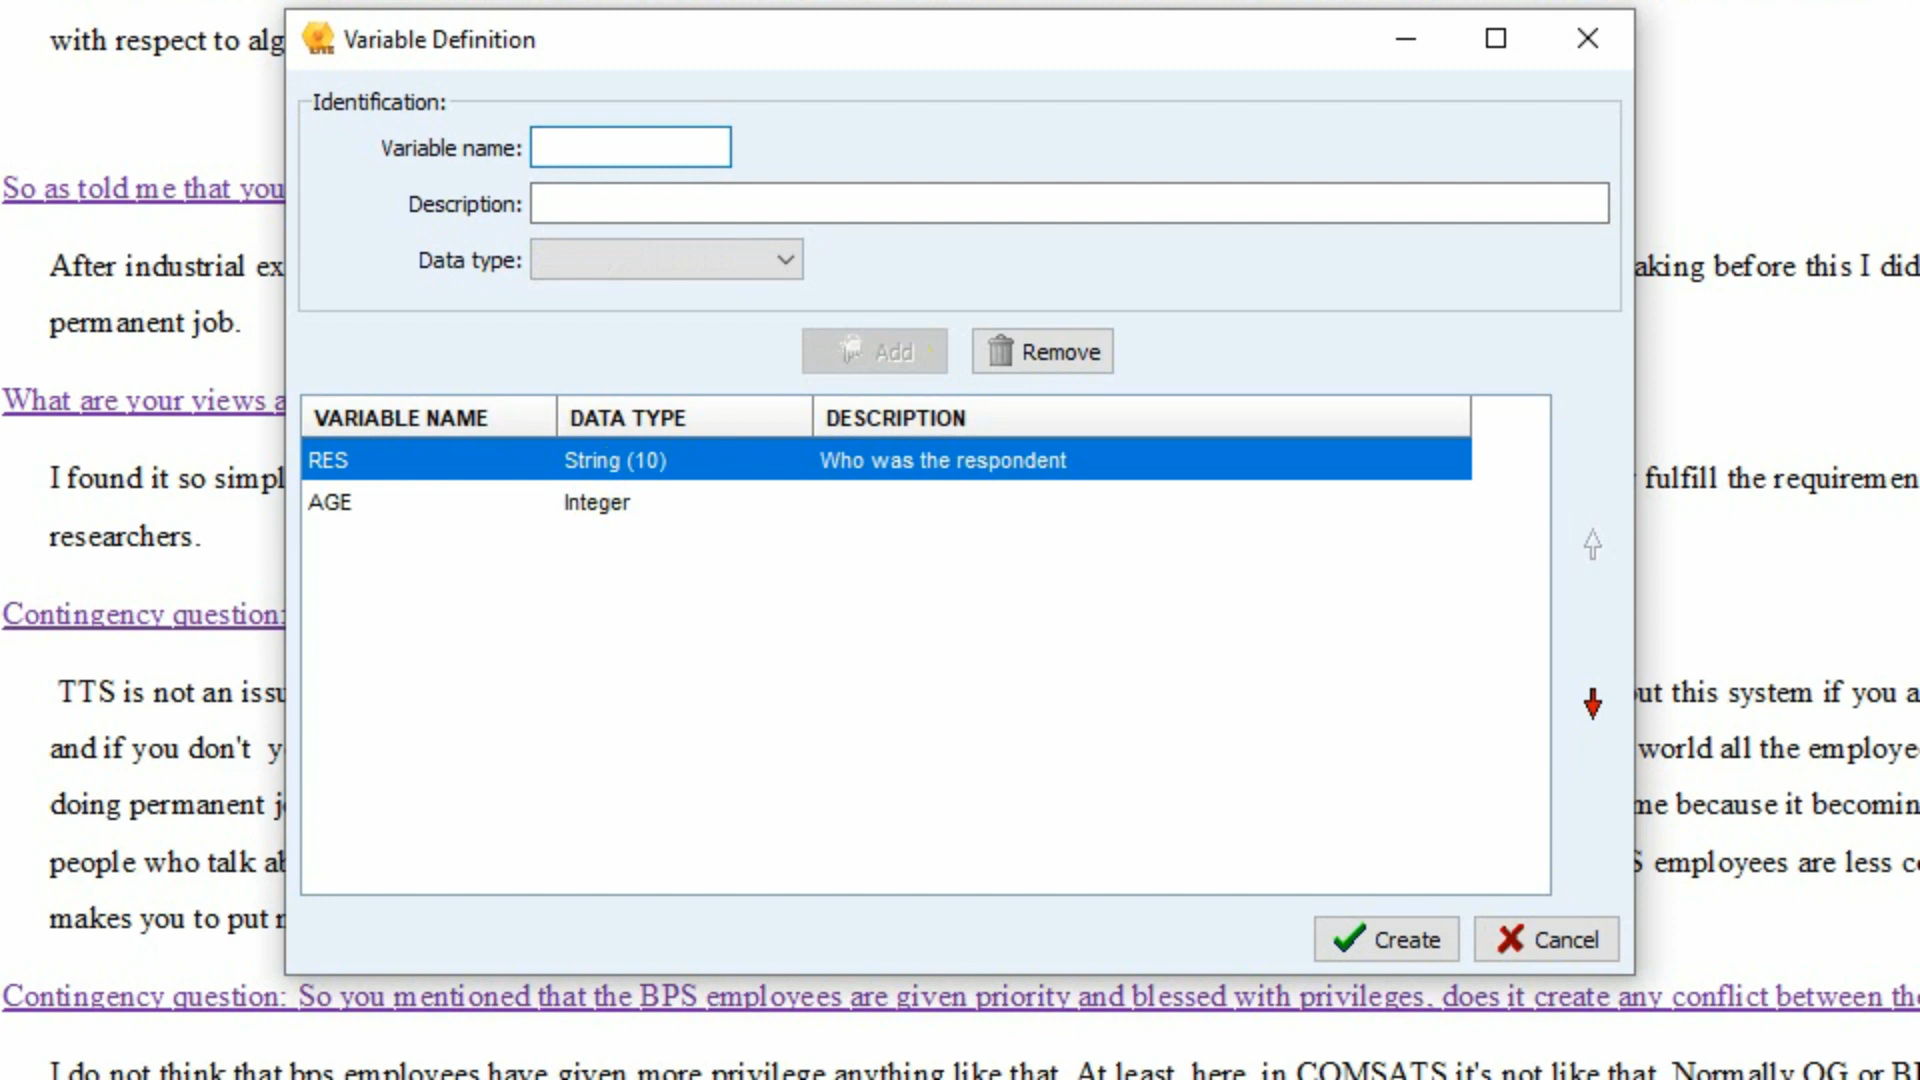 with respect to alg
Variable Definition
Identification:
Variable name:
So as told me that you
Description:
Data type:
After industrial ex
aking before this I did
permanent job.
Add
Remove
What are your views a
VARIABLE NAME DATA TYPE DESCRIPTION
RES String (10) Who was the respondent
I found it so simpl
fulfill the requiremen
AGE Integer
researchers.
Contingency question:
TTS is not an issu
ut this system if you a
and if you don't y
world all the employe
doing permanent j
me because it becomin
people who talk ab
S employees are less c
makes you to put
Create
Cancel
Contingency question: So you mentioned that the BPS employees are given priority and blessed with privileges, does it create any conflict between the
I do not think that bps employees have given more privilege anything like that. At least, here, in COMSATS it's not like that. Normally OG or B